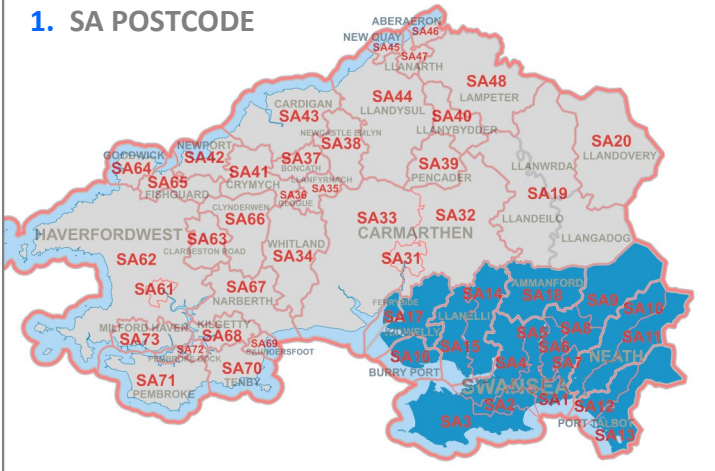 1. SA POSTCODE
ABERAERON
SA46
NEW QUAY
SA45
SA47
LLANARTH
SA44
LLANDYSUL
SA48
LAMPETER
CARDIGAN
SA43
SA40
LLANYBYDDER
NEWCASTLE EMLYN
SA38
SA20
LLANDOVERY
GOODWICK
SA64
NEWPORT
SA42
SA65
FISHGUARD
SA41
CRYMYCH
SA37
BONCATH
LLANFYRNACH
SA35
SA36
GLOGUE
SA39
PENCADER
LLANWRDA
SA19
CLYNDERWEN
SA66
SA33
CARMARTHEN
SA32
LLANDEILO
LLANGADOG
HAVERFORDWEST
SA62
SA63
CLARBESTON ROAD
WHITLAND
SA34
SA31
SA61
SA67
NARBERTH
FERRYSIDE
SA17
KIDWELLY
SA14
LLANELLI
AMMANFORD
SA18
SA9
SA10
MILFORD HAVEN
SA73
KILGETTY
SA68
SA69
SAUNDERSFOOT
SA72
PEMBROKE DOCK
SA15
SA5
SA8
SA6
SA11
NEATH
SA16
BURRY PORT
SA4
SA7
SA71
PEMBROKE
SA70
TENBY
SWANSEA
SA3
SA2
SA1
SA12
PORT TALBOT
SA13